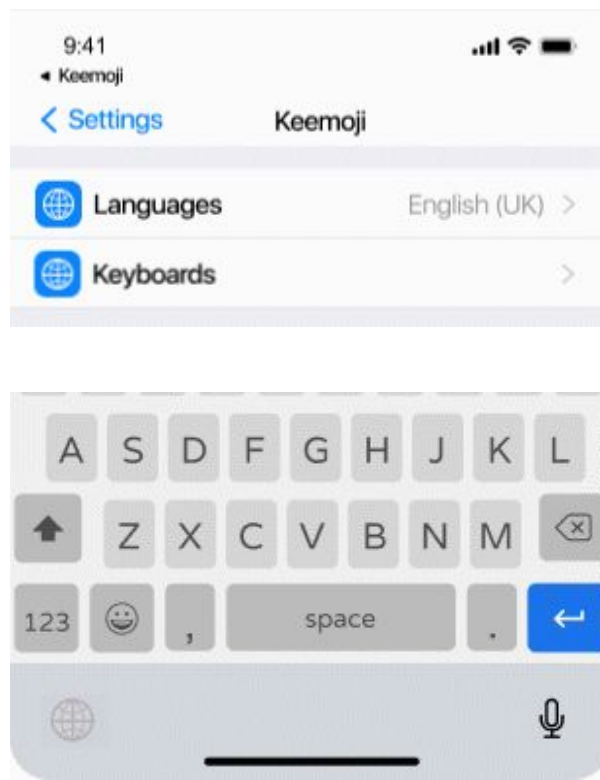 9:41
◂ Keemoji
Settings Keemoji
Languages English (UK)
Keyboards
A S D F G H J K L
Z X C V B N M
123 , space .